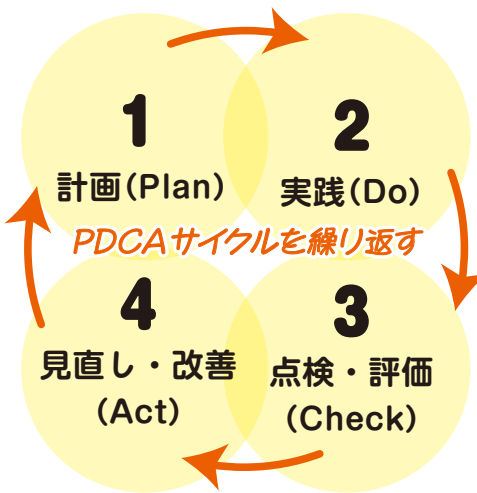 1
計画(Plan)
2
実践(Do)
PDCAサイクルを繰り返す
3
点検・評価
(Check)
4
見直し・改善
(Act)